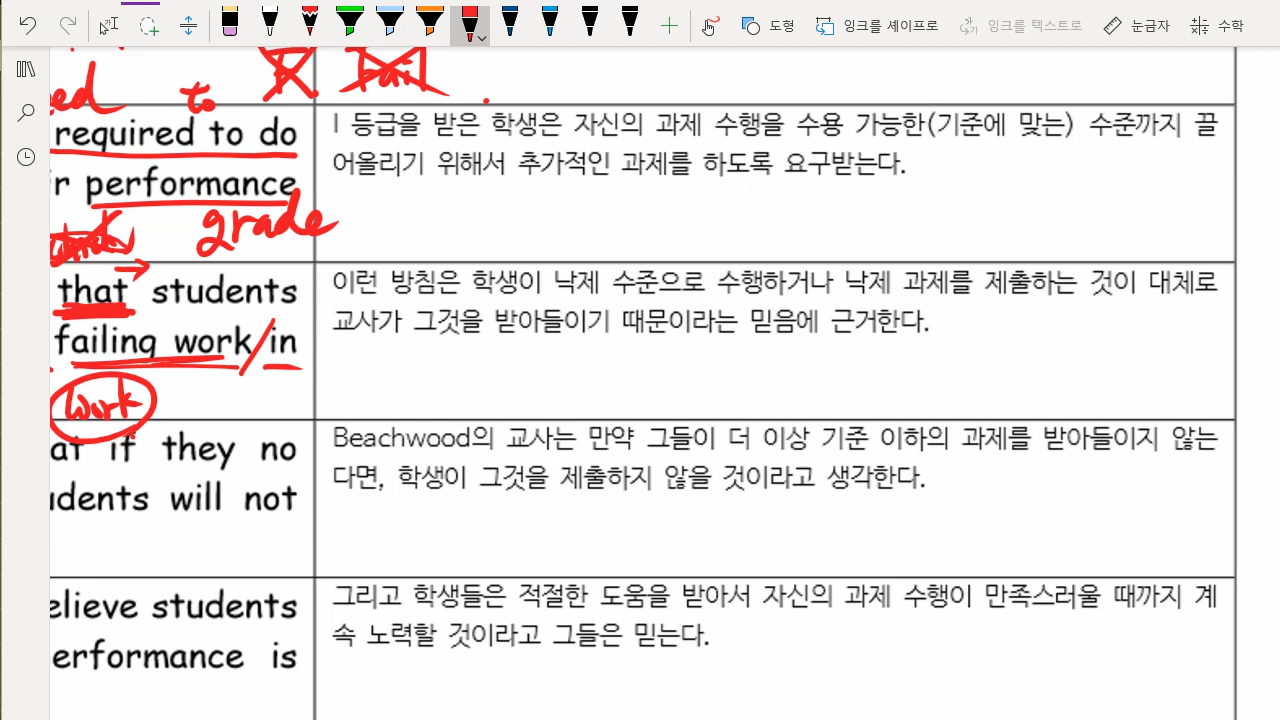 도형 잉크를 셰이프로 잉크를 텍스트로 눈금자 수학
ed to F Fail
required to do
performance
grade
that students
failing work / in
work
at if they no
udents will not
elieve students
erformance is
I 등급을 받은 학생은 자신의 과제 수행을 수용 가능한(기준에 맞는) 수준까지 끌
어올리기 위해서 추가적인 과제를 하도록 요구받는다.
이런 방침은 학생이 낙제 수준으로 수행하거나 낙제 과제를 제출하는 것이 대체로
교사가 그것을 받아들이기 때문이라는 믿음에 근거한다.
Beachwood의 교사는 만약 그들이 더 이상 기준 이하의 과제를 받아들이지 않는
다면, 학생이 그것을 제출하지 않을 것이라고 생각한다.
그리고 학생들은 적절한 도움을 받아서 자신의 과제 수행이 만족스러울 때까지 계
속 노력할 것이라고 그들은 믿는다.